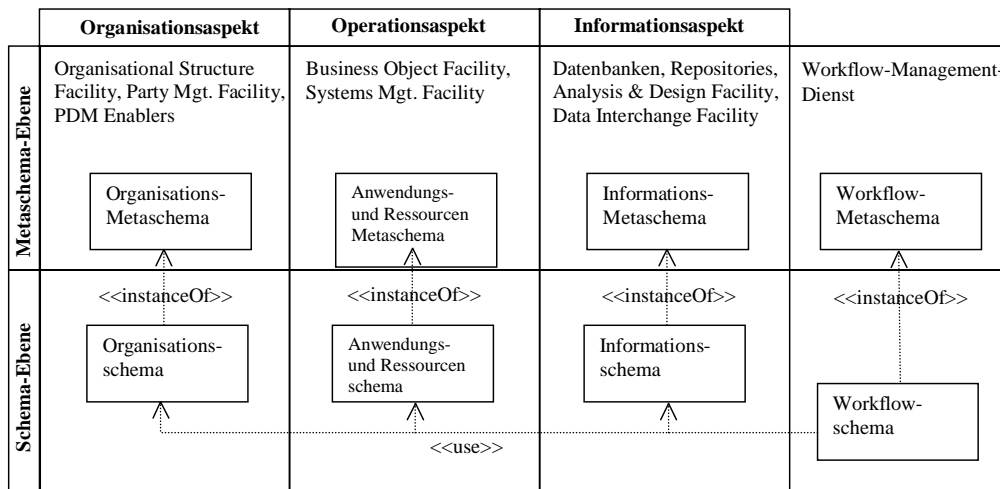 Organisationsaspekt
Operationsaspekt
Informationsaspekt
Metaschema-Ebene
Organisational Structure
Facility, Party Mgt. Facility,
PDM Enablers
Business Object Facility,
Systems Mgt. Facility
Datenbanken, Repositories,
Analysis & Design Facility,
Data Interchange Facility
Workflow-Management-
Dienst
Organisations-
Metaschema
Anwendungs-
und Ressourcen
Metaschema
Informations-
Metaschema
Workflow-
Metaschema
Schema-Ebene
<<instanceOf>>
<<instanceOf>>
<<instanceOf>>
<<instanceOf>>
Organisations-
schema
Anwendungs-
und Ressourcen
schema
Informations-
schema
Workflow-
schema
<<use>>